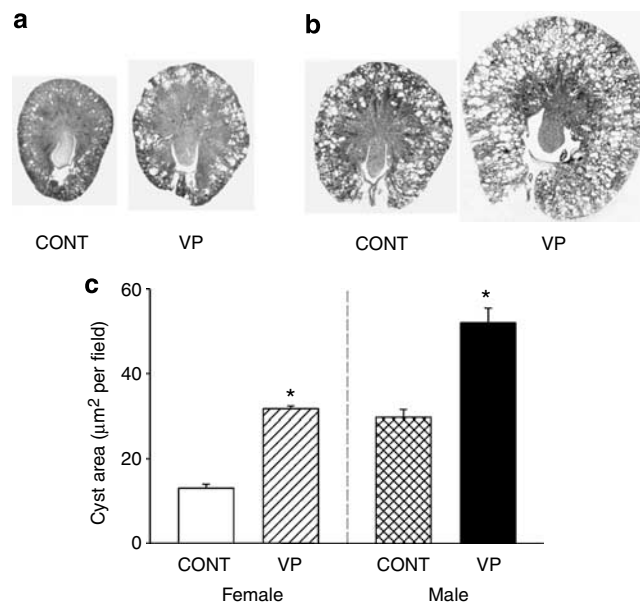 a
b
CONT
VP
CONT
VP
c
60
40
20
0
Cyst area (µm² per field)
*
*
CONT
VP
CONT
VP
Female
Male